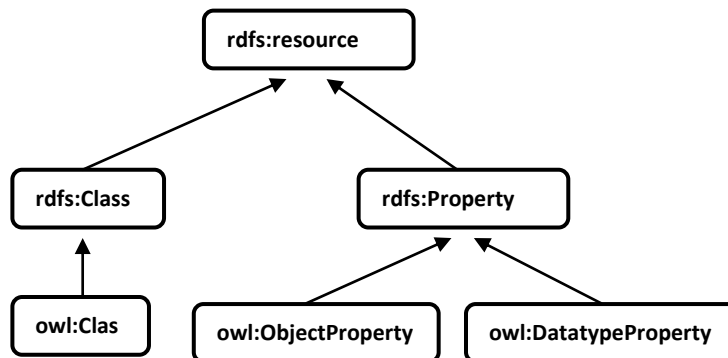 rdfs:resource
rdfs:Class
rdfs:Property
owl:Clas
owl:ObjectProperty
owl:DatatypeProperty